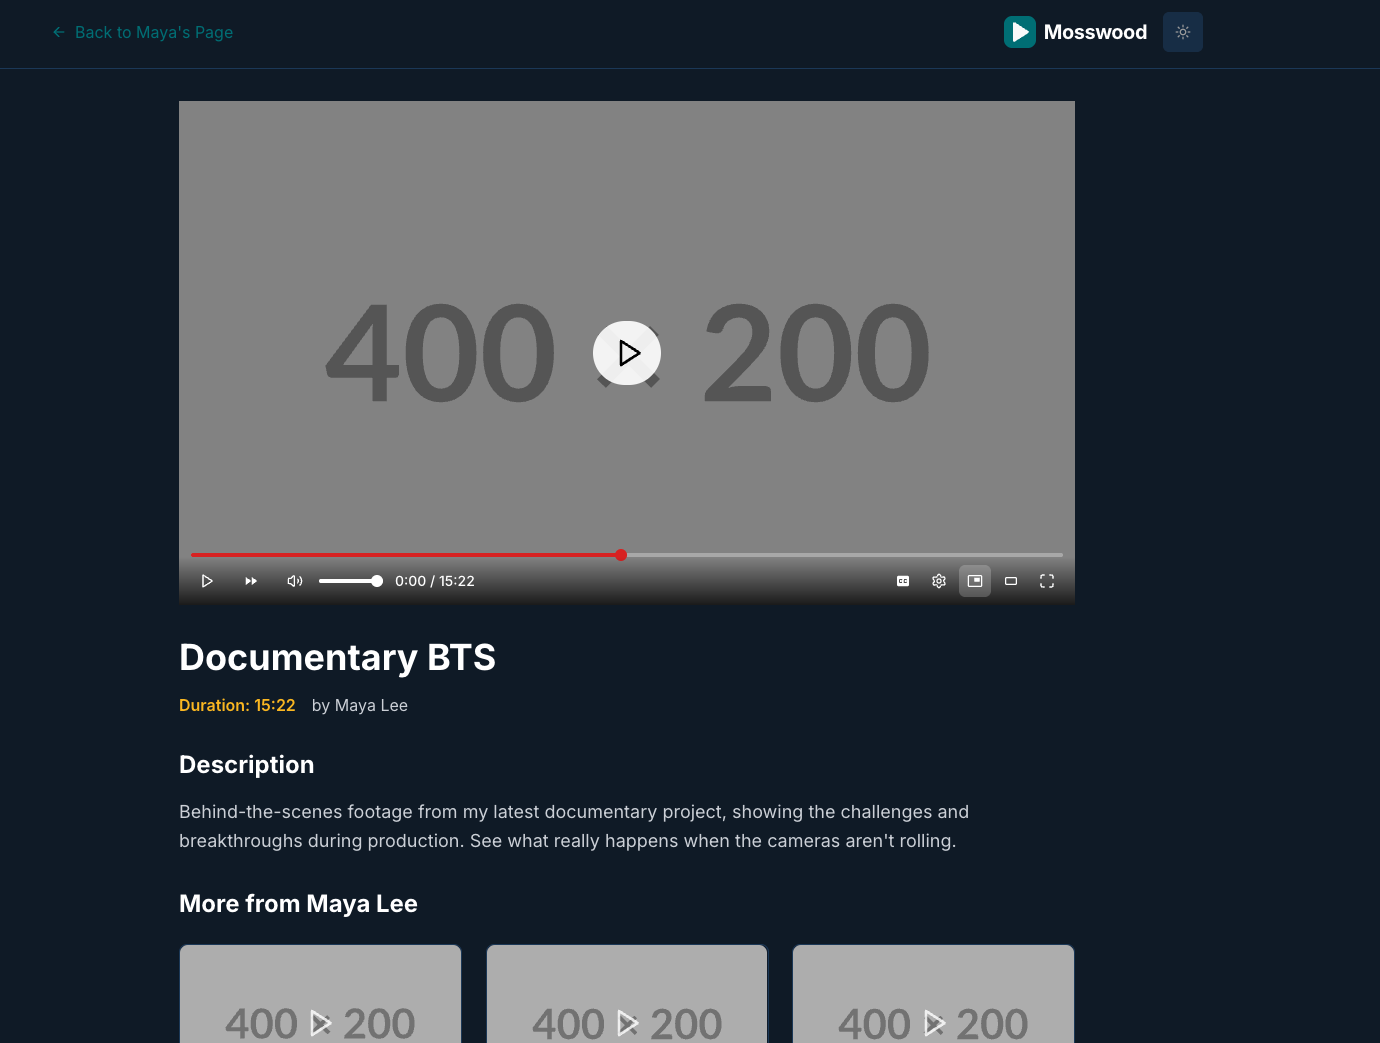 Back to Maya's Page
Mosswood
400 × 200
0:00 / 15:22
CC
Documentary BTS
Duration: 15:22 by Maya Lee
Description
Behind-the-scenes footage from my latest documentary project, showing the challenges and
breakthroughs during production. See what really happens when the cameras aren't rolling.
More from Maya Lee
400 × 200
400 × 200
400 × 200